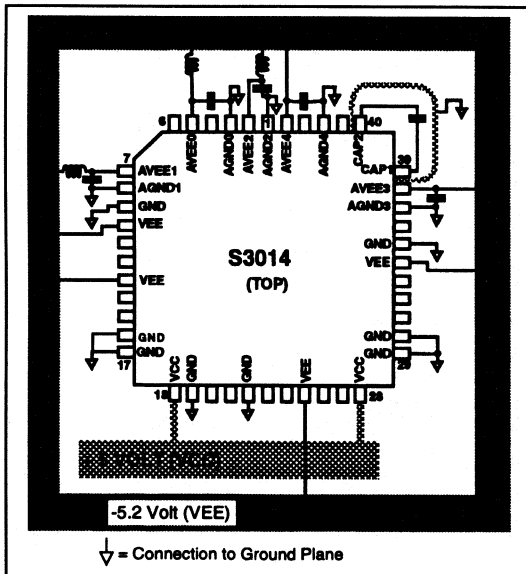 6
AVEE0
AGND0
AVEE2
AGND2
AVEE4
AGND4
CAP2
40
7
AVEE1
AGND1
GND
VEE
VEE
GND
GND
17
S3014
(TOP)
39
CAP1
AVEE3
AGND3
GND
VEE
GND
GND
29
18
VCC
GND
GND
VEE
VCC
28
VOLT (VCC)
-5.2 Volt (VEE)
= Connection to Ground Plane